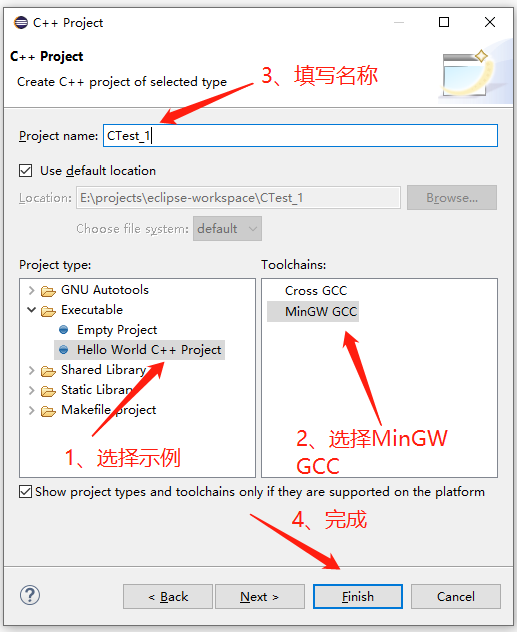 C++ Project
C++ Project
Create C++ project of selected type
3、填写名称
Project name: CTest_1
Use default location
Location: E:\projects\eclipse-workspace\CTest_1 Browse...
Choose file system: default
Project type:
GNU Autotools
Executable
Empty Project
Hello World C++ Project
Shared Library
Static Library
Makefile project
1、选择示例
Toolchains:
Cross GCC
MinGW GCC
2、选择MinGW
GCC
Show project types and toolchains only if they are supported on the platform
4、完成
? < Back Next > Finish Cancel